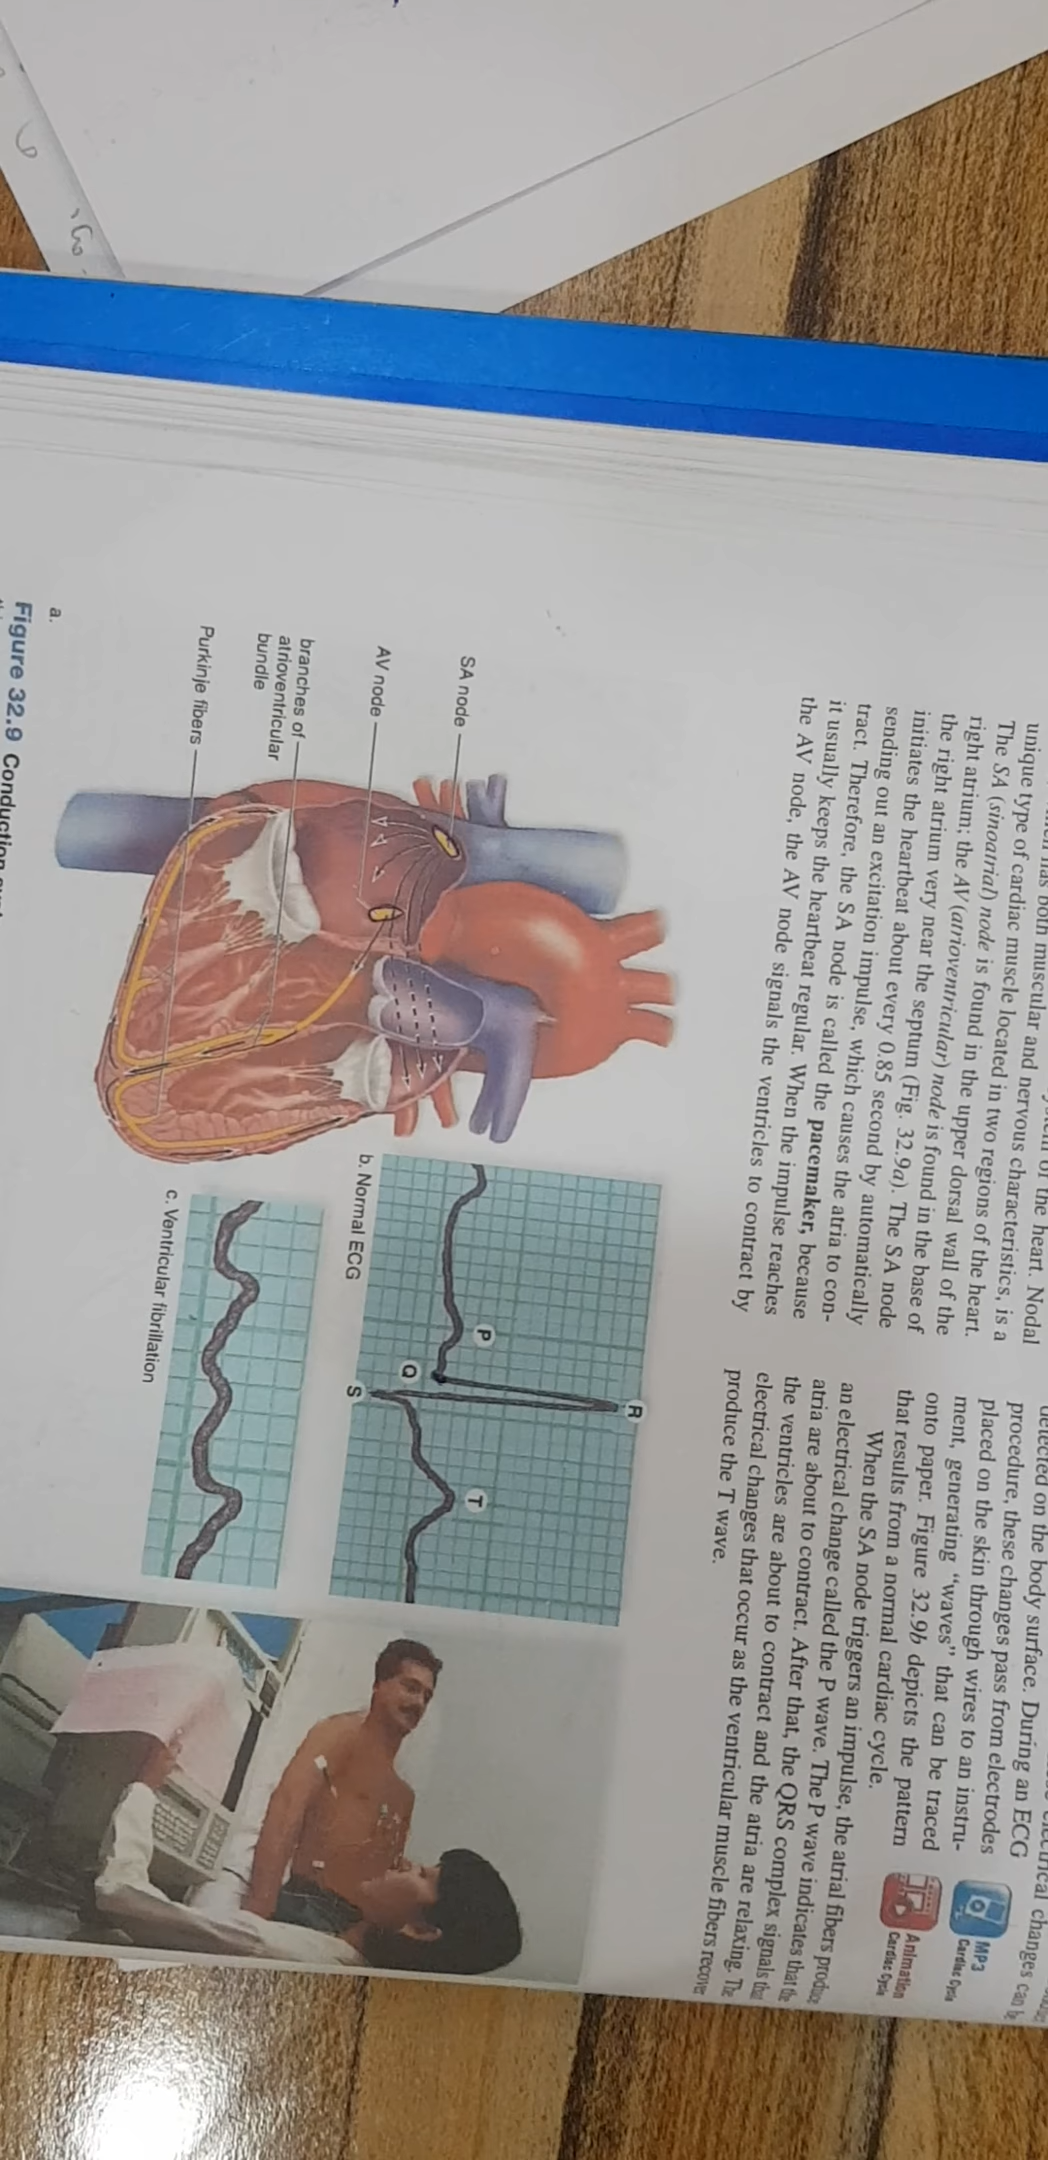 has both muscular and nervous characteristics, is a
unique type of cardiac muscle located in two regions of the heart. Nodal
The SA (sinoatrial) node is found in the upper dorsal wall of the
right atrium; the AV (atrioventricular) node is found in the base of
the right atrium very near the septum (Fig. 32.9a). The SA node
initiates the heartbeat about every 0.85 second by automatically
sending out an excitation impulse, which causes the atria to con-
tract. Therefore, the SA node is called the pacemaker, because
it usually keeps the heartbeat regular. When the impulse reaches
the AV node, the AV node signals the ventricles to contract by
detected on the body surface. During an ECG
procedure, these changes pass from electrodes
placed on the skin through wires to an instru-
ment, generating "waves" that can be traced
onto paper. Figure 32.9b depicts the pattern
that results from a normal cardiac cycle.
When the SA node triggers an impulse, the atrial fibers produce
an electrical change called the P wave. The P wave indicates that the
atria are about to contract. After that, the QRS complex signals that
the ventricles are about to contract and the atria are relaxing. The
electrical changes that occur as the ventricular muscle fibers recover
produce the T wave.
MP3
Cardiac Cycle
Animation
Cardiac Cycle
SA node
AV node
branches of
atrioventricular
bundle
Purkinje fibers
a.
R
P
T
Q
S
b. Normal ECG
c. Ventricular fibrillation
Figure 32.9 Conduction